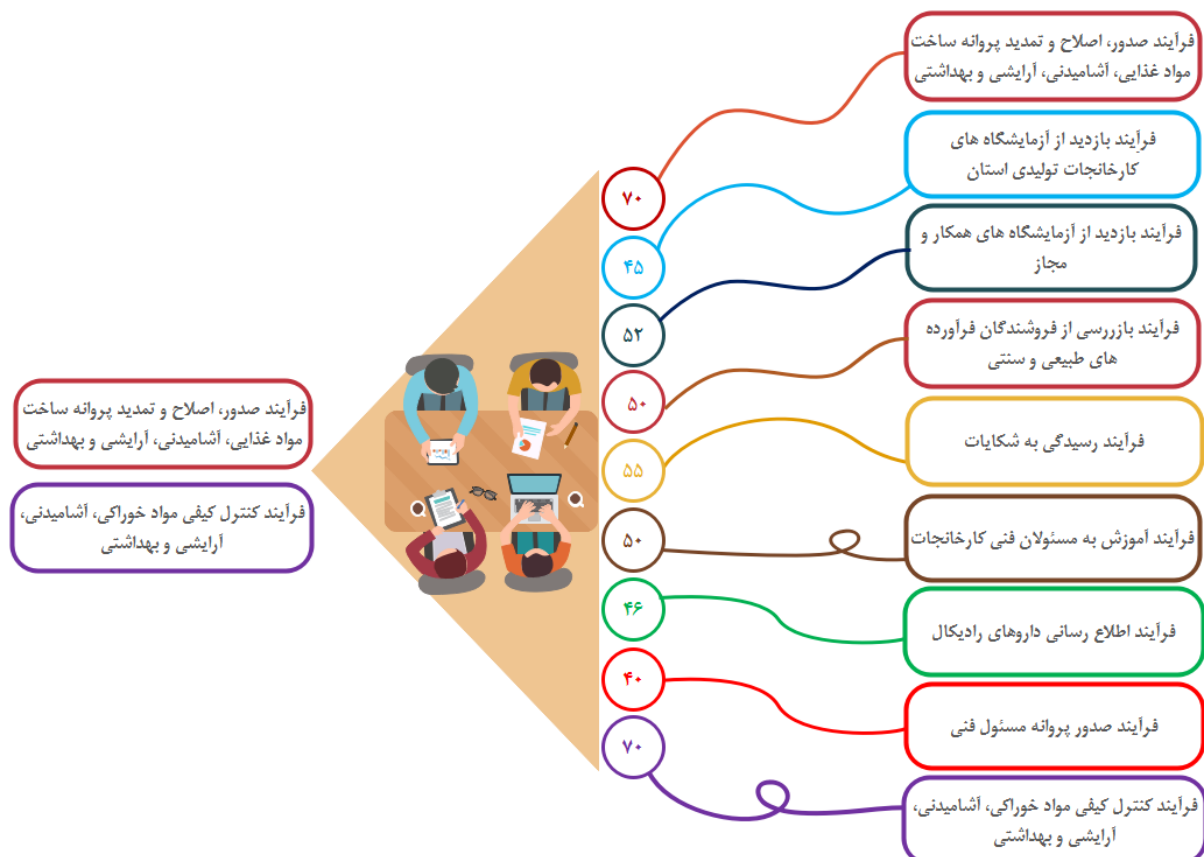 فرآیند صدور، اصلاح و تمدید پروانه ساخت
مواد غذایی، آشامیدنی، آرایشی و بهداشتی
فرآیند بازدید از آزمایشگاه های
کارخانجات تولیدی استان
فرآیند بازدید از آزمایشگاه های همکار و
مجاز
فرآیند بازررسی از فروشندگان فرآورده
های طبیعی و سنتی
فرآیند رسیدگی به شکایات
فرآیند آموزش به مسئولان فنی کارخانجات
فرآیند اطلاع رسانی داروهای رادیکال
فرآیند صدور پروانه مسئول فنی
فرآیند کنترل کیفی مواد خوراکی، آشامیدنی،
آرایشی و بهداشتی
۷۰
۴۵
۵۲
۵۰
۵۵
۵۰
۴۶
۴۰
۷۰
فرآیند صدور، اصلاح و تمدید پروانه ساخت
مواد غذایی، آشامیدنی، آرایشی و بهداشتی
فرآیند کنترل کیفی مواد خوراکی، آشامیدنی،
آرایشی و بهداشتی